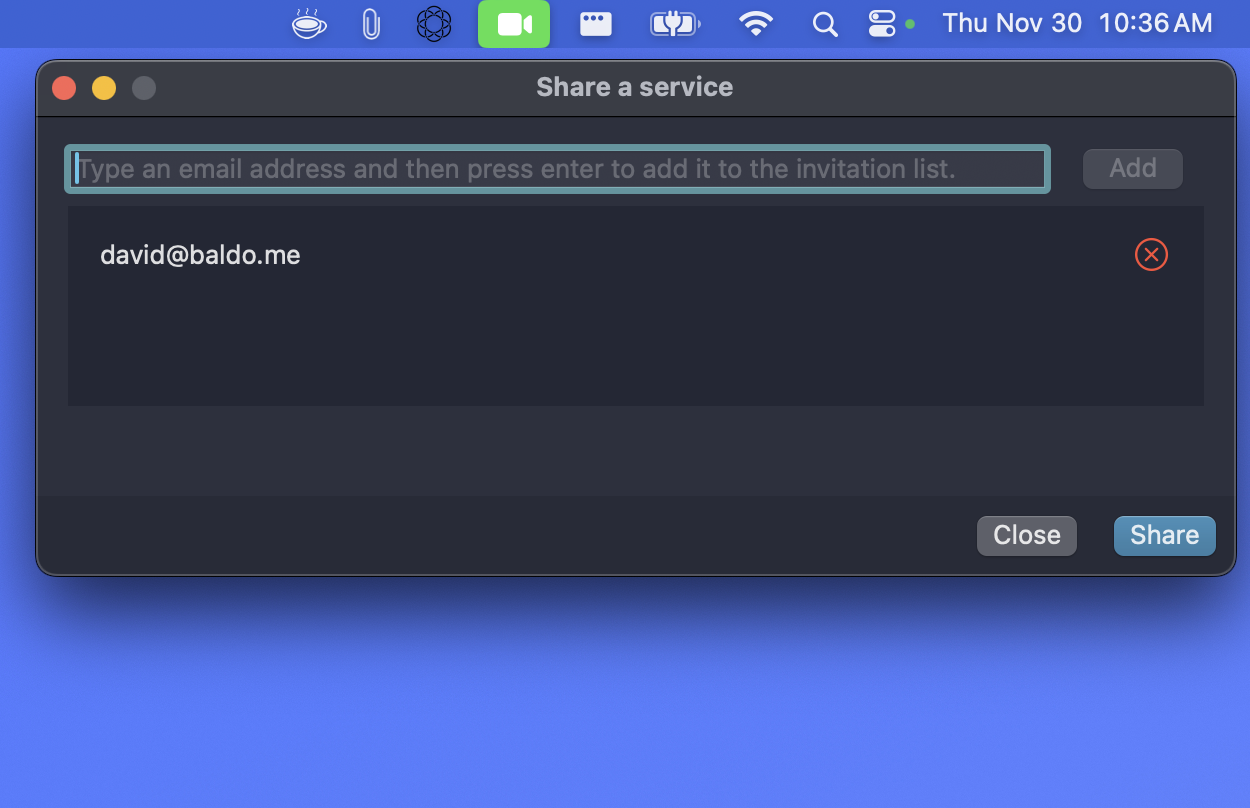 Thu Nov 30 10:36 AM
Share a service
Type an email address and then press enter to add it to the invitation list.
Add
david@baldo.me
Close
Share